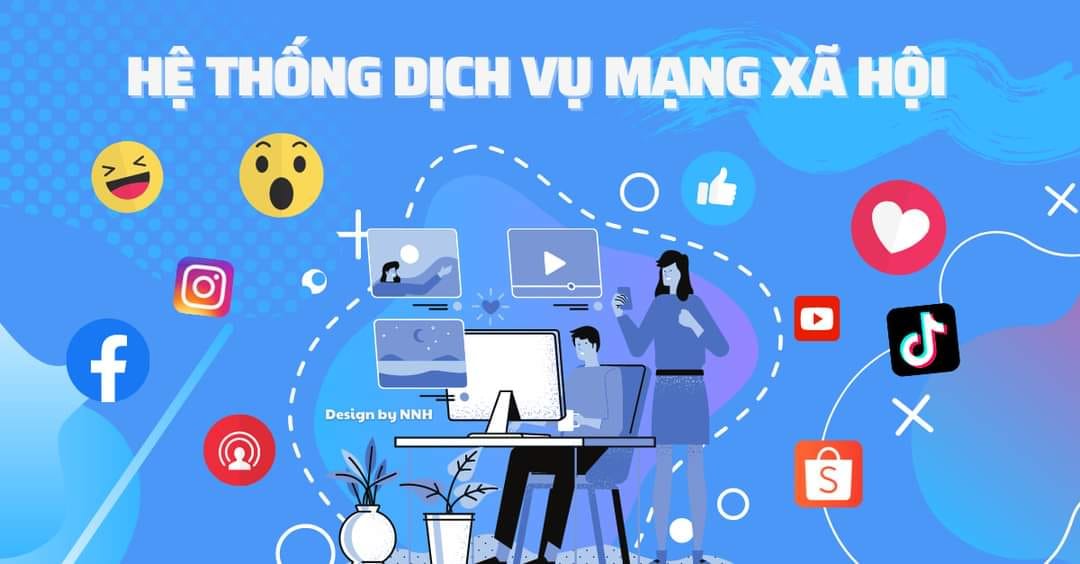 HỆ THỐNG DỊCH VỤ MẠNG XÃ HỘI
Design by NNH